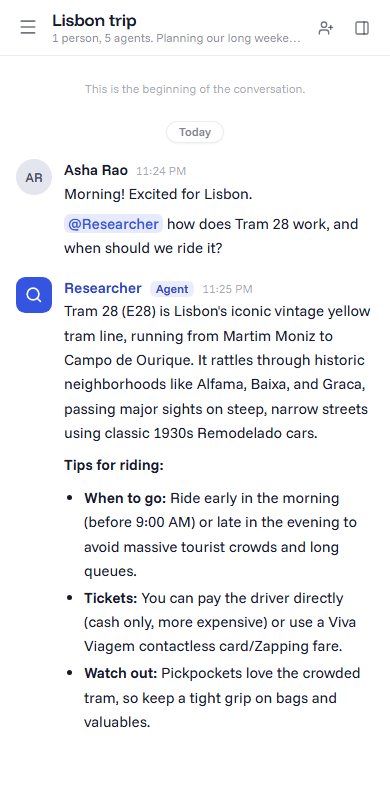 Lisbon trip
1 person, 5 agents. Planning our long weeke...
This is the beginning of the conversation.
Today
AR
Asha Rao 11:24 PM
Morning! Excited for Lisbon.
@Researcher how does Tram 28 work, and
when should we ride it?
Researcher Agent 11:25 PM
Tram 28 (E28) is Lisbon's iconic vintage yellow
tram line, running from Martim Moniz to
Campo de Ourique. It rattles through historic
neighborhoods like Alfama, Baixa, and Graca,
passing major sights on steep, narrow streets
using classic 1930s Remodelado cars.
Tips for riding:
• When to go: Ride early in the morning
(before 9:00 AM) or late in the evening to
avoid massive tourist crowds and long
queues.
• Tickets: You can pay the driver directly
(cash only, more expensive) or use a Viva
Viagem contactless card/Zapping fare.
• Watch out: Pickpockets love the crowded
tram, so keep a tight grip on bags and
valuables.